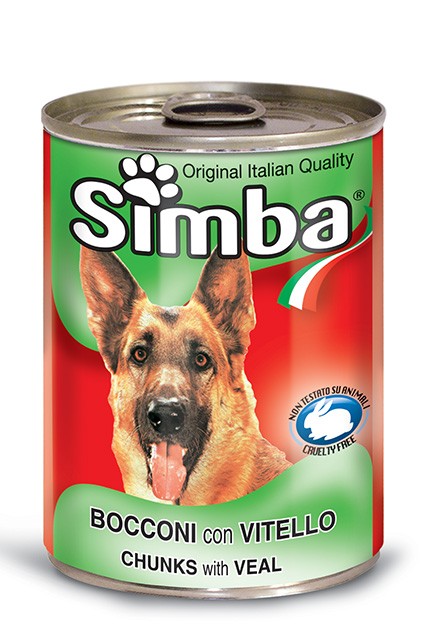 Original Italian Quality
Simba®
NON TESTATO SU ANIMALI
CRUELTY FREE
BOCCONI con VITELLO
CHUNKS with VEAL